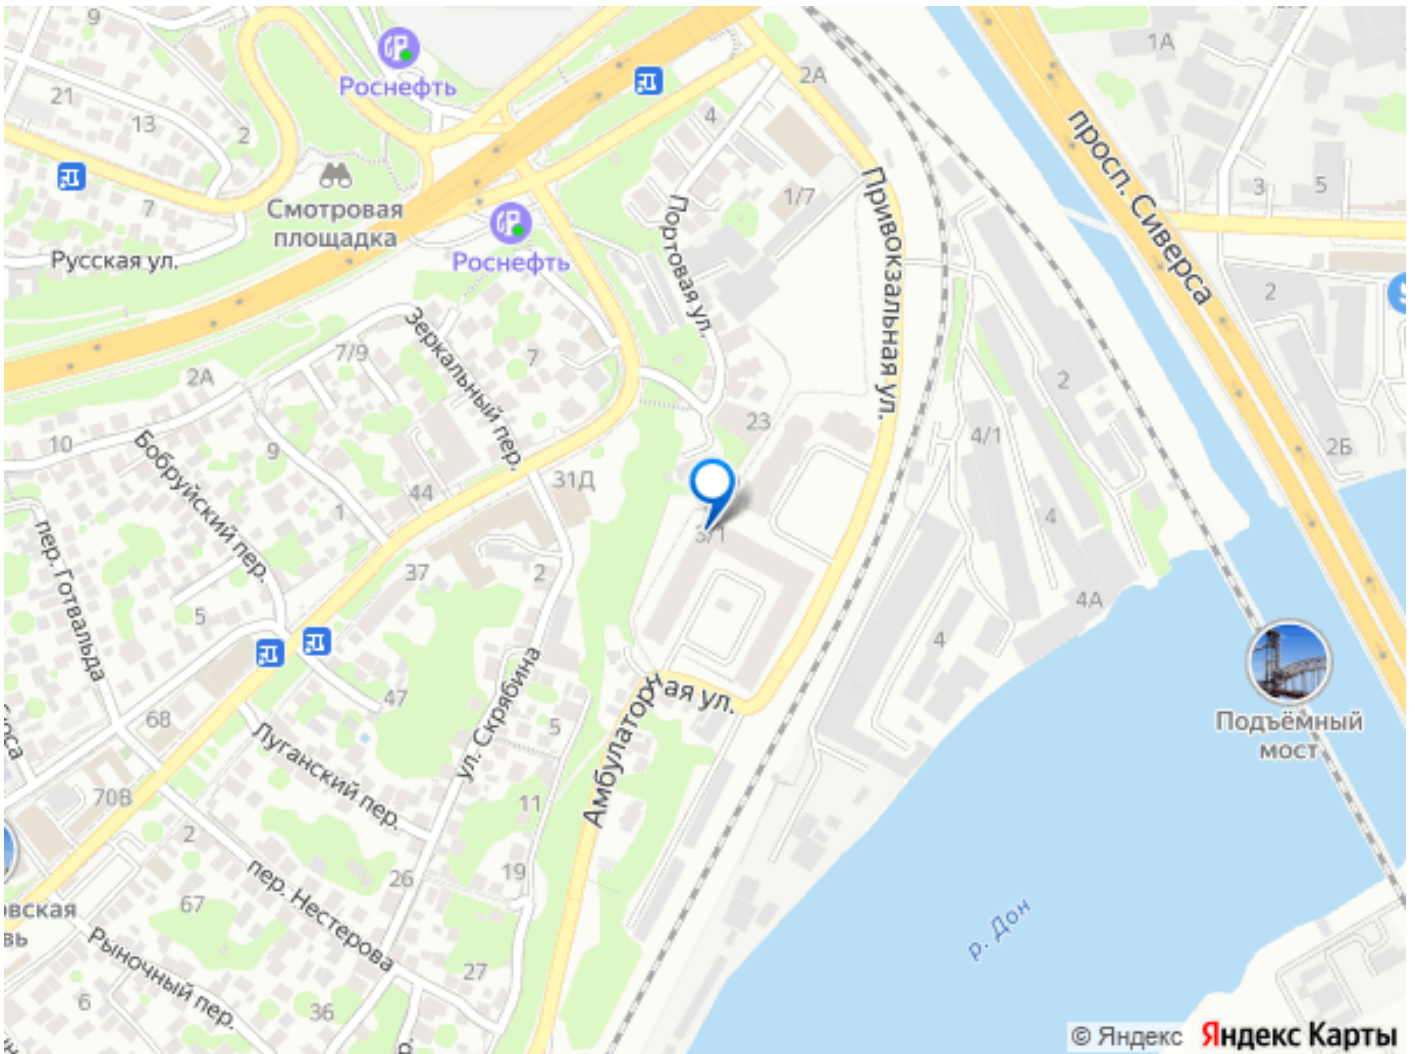 1А
2А
Роснефть
21
13
2
4
просп. Сиверса
Смотровая
площадка
7
1/7
3
5
Привокзальная ул.
Русская ул.
Роснефть
Портовая ул.
2
Зеркальный пер.
7/9
7
2А
2
10
9
23
4/1
2Б
Бобруйский пер.
44
31Д
1
3/1
4
пер. Готвальда
37
2
4А
5
4
47
Амбулаторная ул.
ул. Скрябина
Подъёмный
мост
68
5
Луганский пер.
70В
11
2
19
26
пер. Нестерова
67
р. Дон
Рыночный пер.
27
6
36
© Яндекс Яндекс Карты